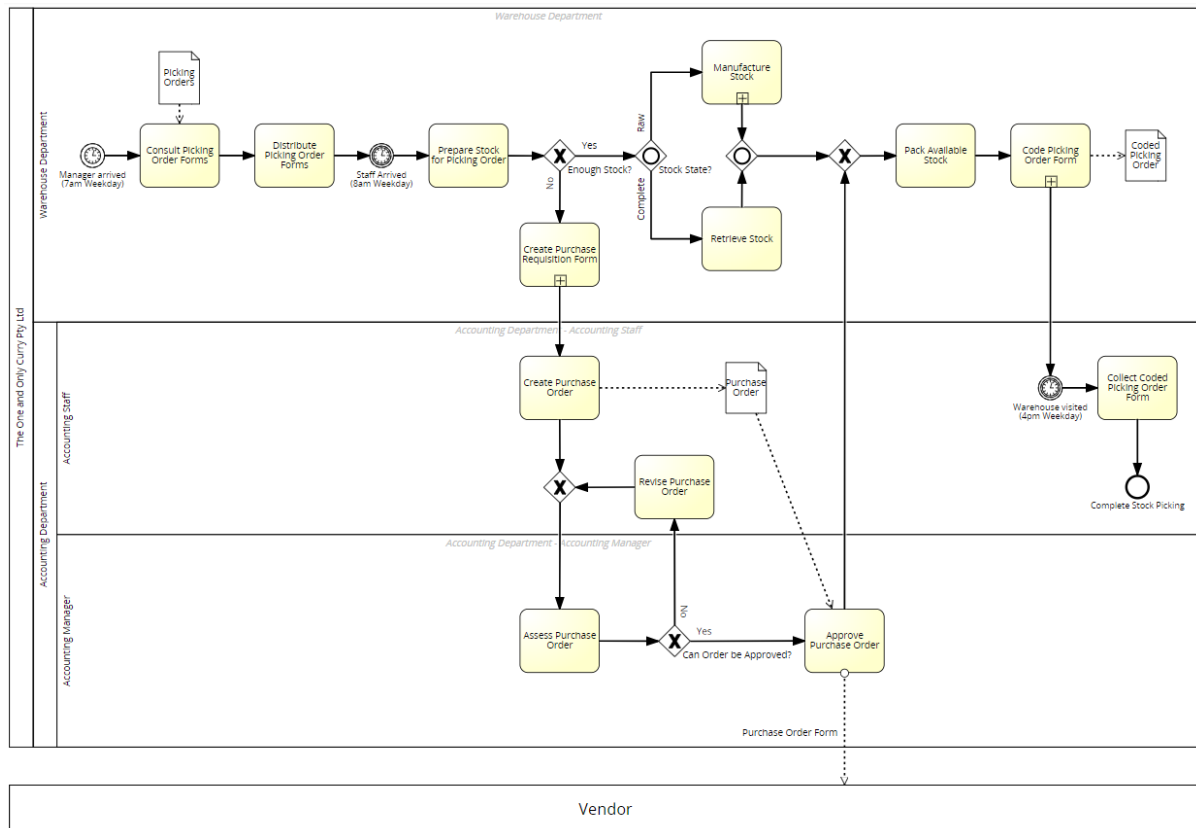 Warehouse Department
The One and Only Curry Pty Ltd
Warehouse Department
Picking
Orders
Manager arrived
(7am Weekday)
Consult Picking
Order Forms
Distribute
Picking Order
Forms
Staff Arrived
(8am Weekday)
Prepare Stock
for Picking Order
Yes
Enough Stock?
No
Raw
Stock State?
Complete
Manufacture
Stock
Retrieve Stock
Pack Available
Stock
Code Picking
Order Form
Coded
Picking
Order
Create Purchase
Requisition Form
Accounting Department
Accounting Department - Accounting Staff
Accounting Staff
Create Purchase
Order
Purchase
Order
Revise Purchase
Order
Warehouse visited
(4pm Weekday)
Collect Coded
Picking Order
Form
Complete Stock Picking
Accounting Department - Accounting Manager
Accounting Manager
Assess Purchase
Order
No
Yes
Can Order be Approved?
Approve
Purchase Order
Purchase Order Form
Vendor